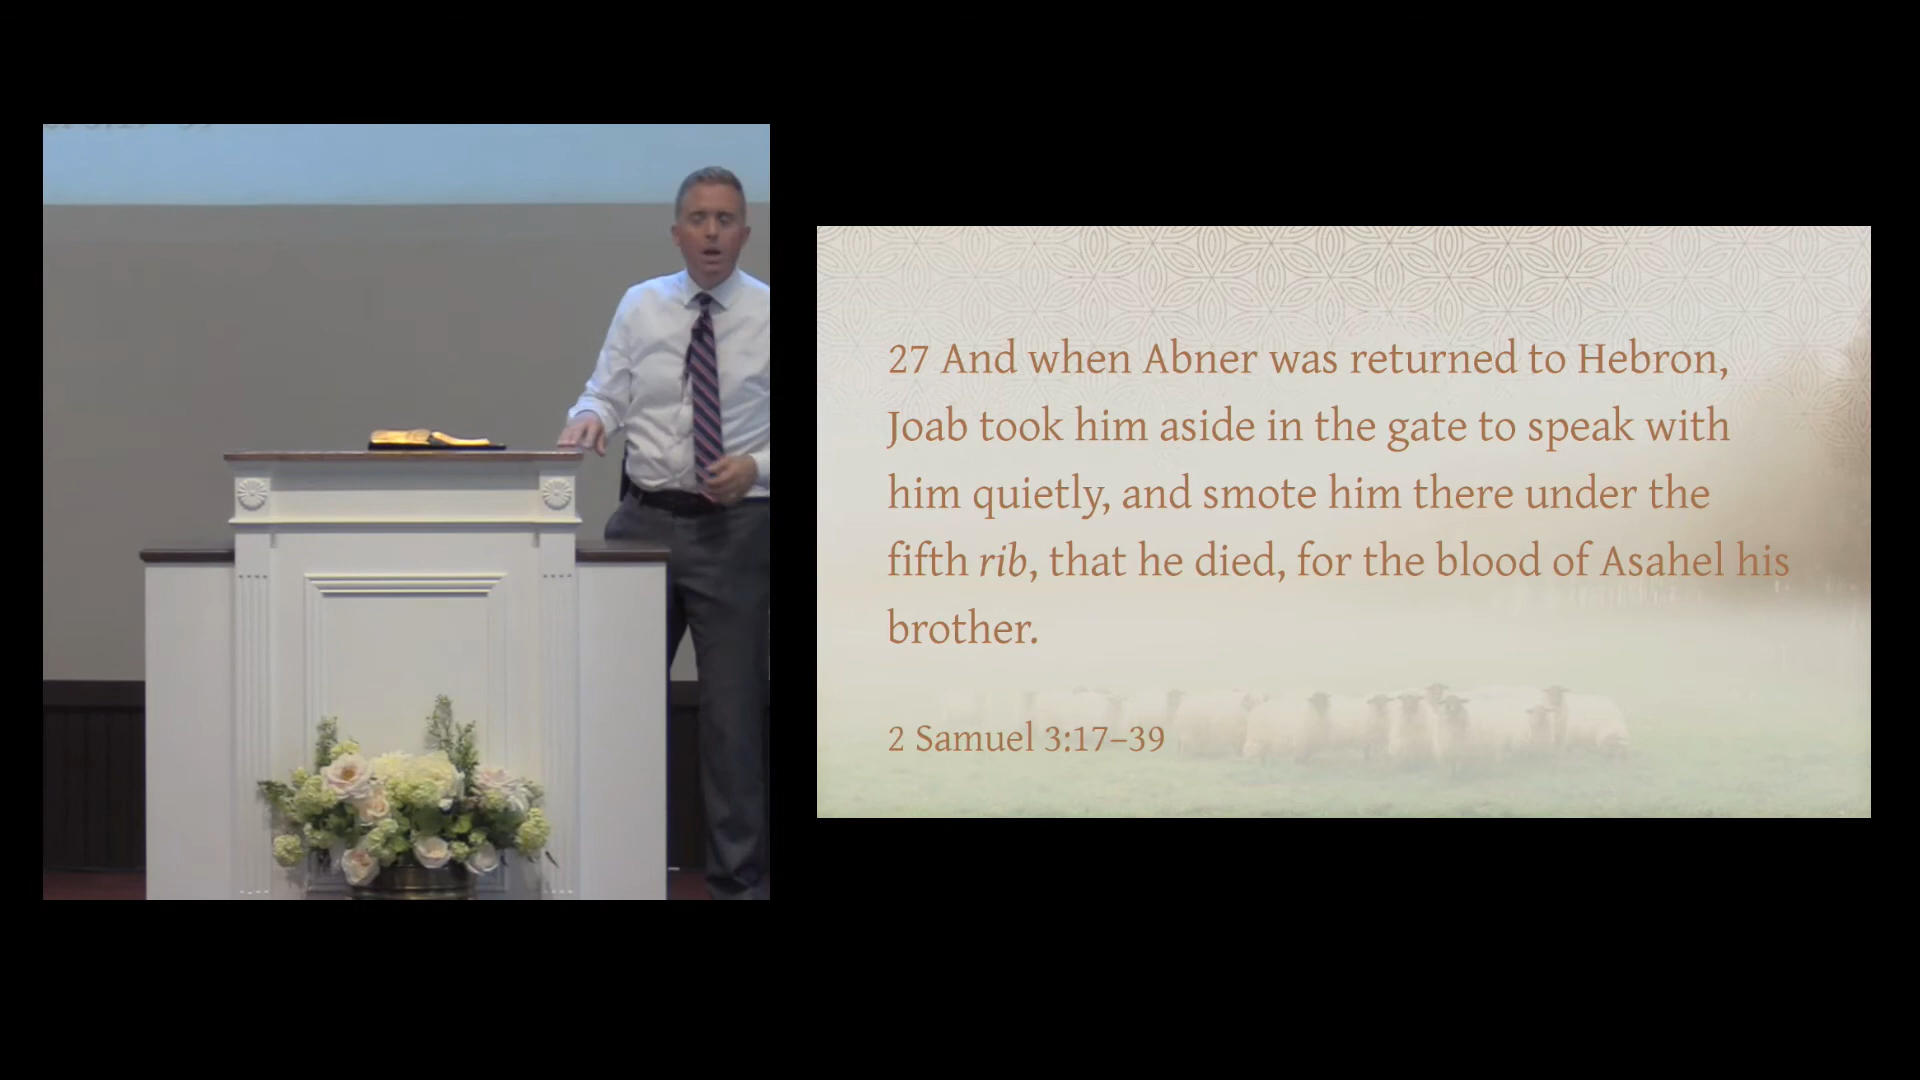 27 And when Abner was returned to Hebron,
Joab took him aside in the gate to speak with
him quietly, and smote him there under the
fifth rib, that he died, for the blood of Asahel his
brother.
2 Samuel 3:17–39